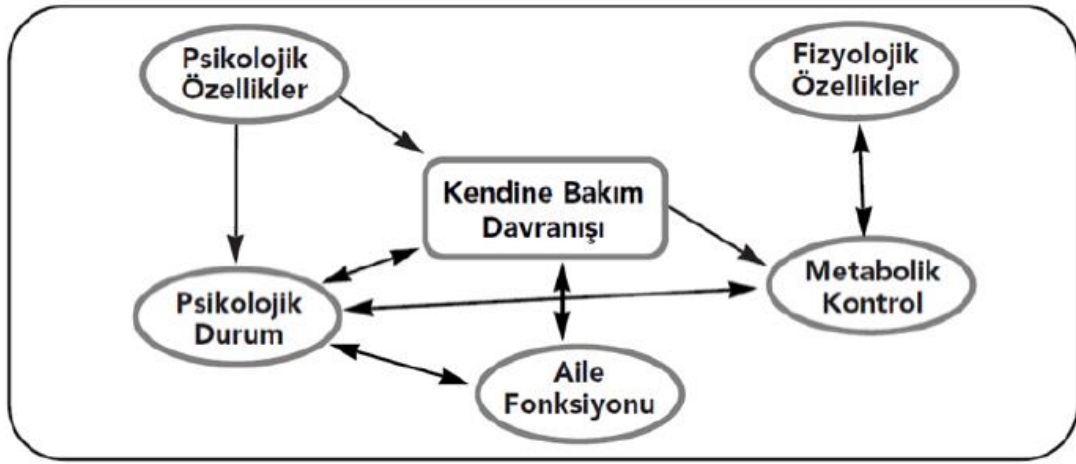 Psikolojik
Özellikler
Fizyolojik
Özellikler
Kendine Bakım
Davranışı
Psikolojik
Durum
Metabolik
Kontrol
Aile
Fonksiyonu